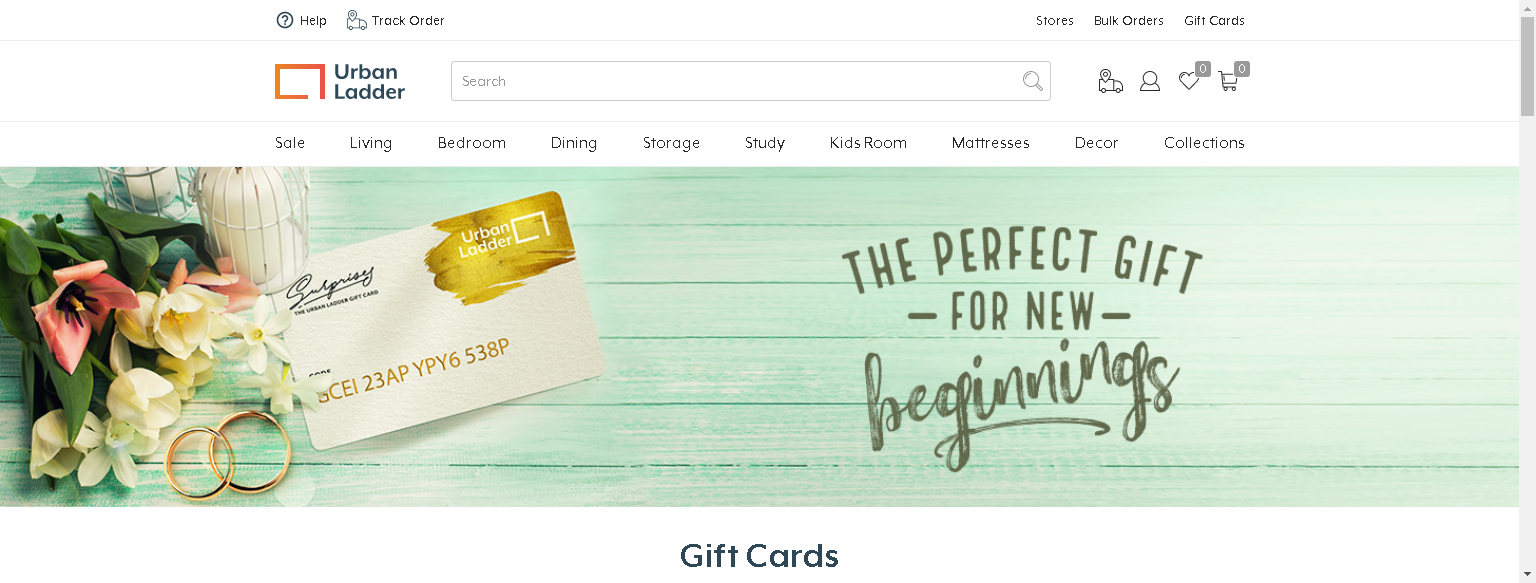 Help
Track Order
Stores
Bulk Orders
Gift Cards
Urban
Ladder
Search
0
0
Sale
Living
Bedroom
Dining
Storage
Study
Kids Room
Mattresses
Decor
Collections
Urban
Ladder
Surprises
THE URBAN LADDER GIFT CARD
CODE
GCEI 23AP YPY6 538P
THE PERFECT GIFT
— FOR NEW —
beginnings
Gift Cards